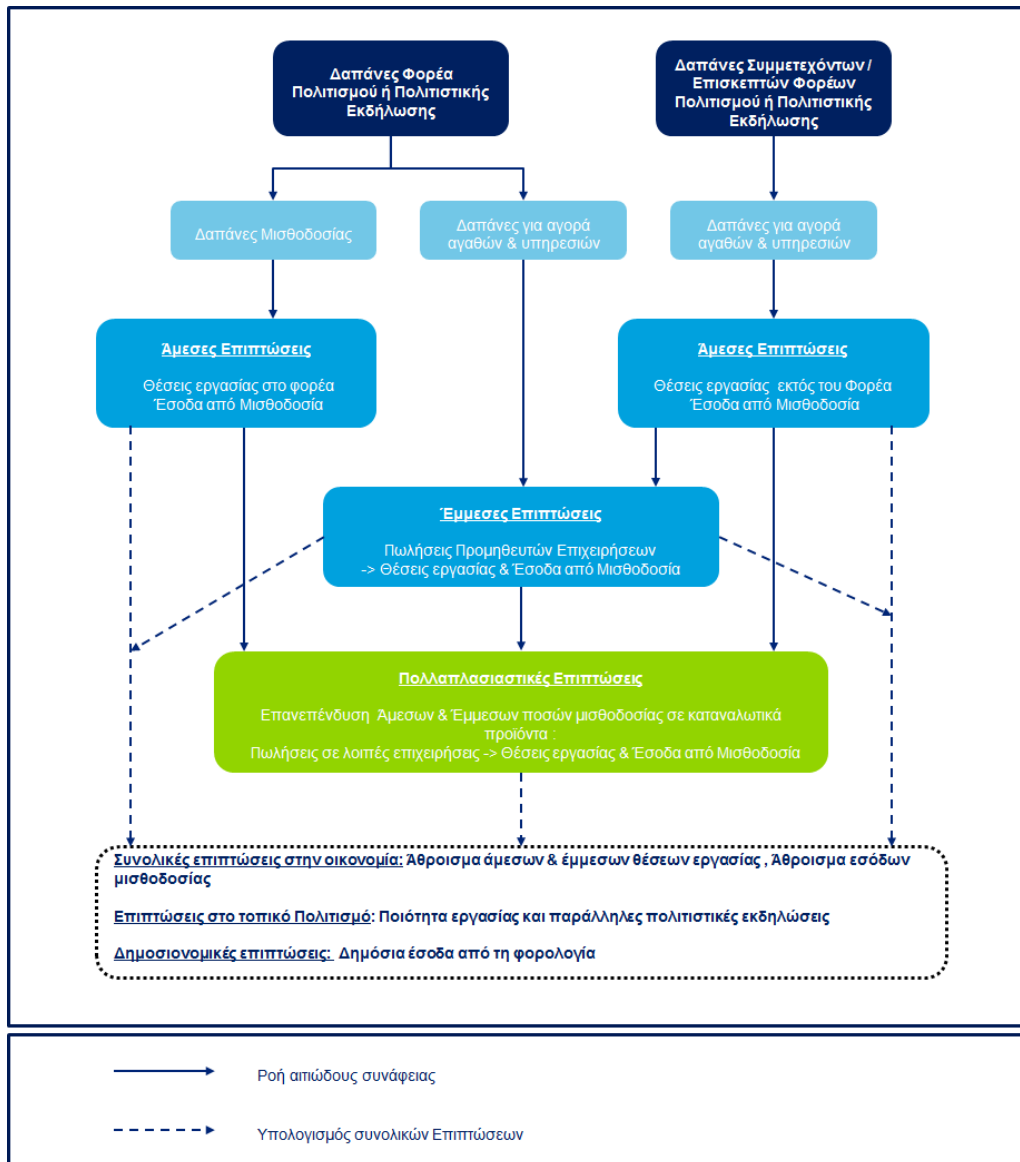 Δαπάνες Φορέα
Πολιτισμού ή Πολιτιστικής
Εκδήλωσης
Δαπάνες Συμμετεχόντων /
Επισκεπτών Φορέων
Πολιτισμού ή Πολιτιστικής
Εκδήλωσης
Δαπάνες Μισθοδοσίας
Δαπάνες για αγορά
αγαθών & υπηρεσιών
Δαπάνες για αγορά
αγαθών & υπηρεσιών
Άμεσες Επιπτώσεις
Θέσεις εργασίας στο φορέα
Έσοδα από Μισθοδοσία
Άμεσες Επιπτώσεις
Θέσεις εργασίας εκτός του Φορέα
Έσοδα από Μισθοδοσία
Έμμεσες Επιπτώσεις
Πωλήσεις Προμηθευτών Επιχειρήσεων
-> Θέσεις εργασίας & Έσοδα από Μισθοδοσία
Πολλαπλασιαστικές Επιπτώσεις
Επανεπένδυση Άμεσων & Έμμεσων ποσών μισθοδοσίας σε καταναλωτικά
προϊόντα :
Πωλήσεις σε λοιπές επιχειρήσεις -> Θέσεις εργασίας & Έσοδα από Μισθοδοσία
Συνολικές επιπτώσεις στην οικονομία: Άθροισμα άμεσων & έμμεσων θέσεων εργασίας , Άθροισμα εσόδων
μισθοδοσίας
Επιπτώσεις στο τοπικό Πολιτισμό: Ποιότητα εργασίας και παράλληλες πολιτιστικές εκδηλώσεις
Δημοσιονομικές επιπτώσεις: Δημόσια έσοδα από τη φορολογία
Ροή αιτιώδους συνάφειας
Υπολογισμός συνολικών Επιπτώσεων